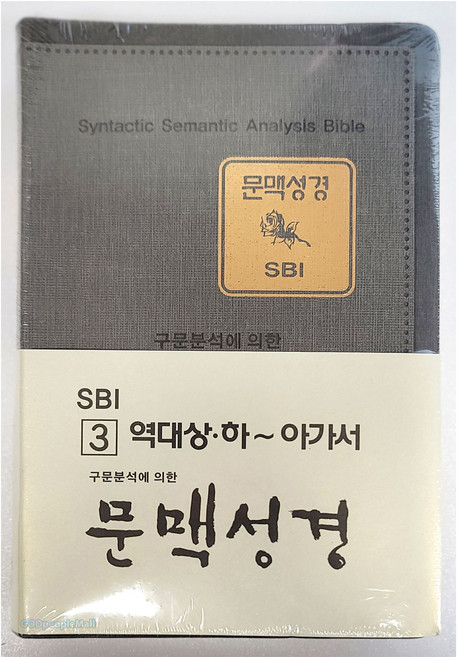 Syntactic Semantic Analysis Bible
문맥성경
SBI
구문분석에 의한
SBI
3 역대상·하 ~ 아가서
구문분석에 의한
문맥성경
GODpeopleMall